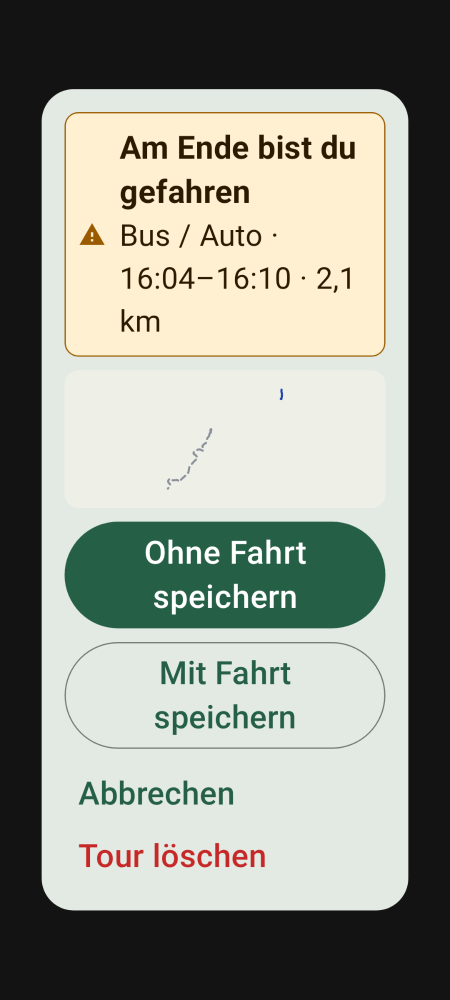 Am Ende bist du
gefahren
Bus / Auto ·
16:04–16:10 · 2,1
km
Ohne Fahrt
speichern
Mit Fahrt
speichern
Abbrechen
Tour löschen